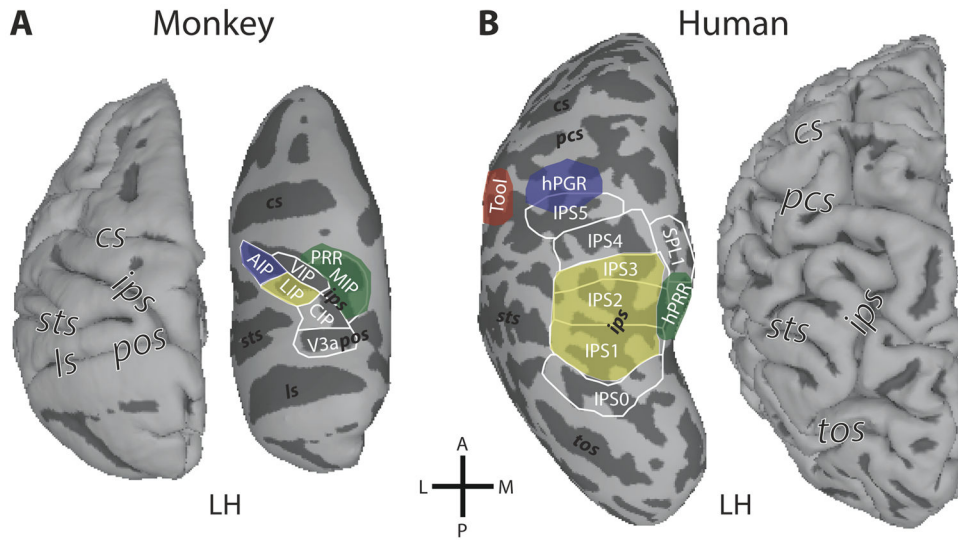 A Monkey
cs
ips
sts
pos
ls
cs
PRR
AIP
VIP
MIP
LIP
ips
CIP
sts
V3a
pos
ls
LH
A
L M
P
B Human
cs
pcs
Tool
hPGR
IPS5
IPS4
SPL1
IPS3
IPS2
hPRR
sts
ips
IPS1
IPS0
tos
cs
pcs
sts
ips
tos
LH